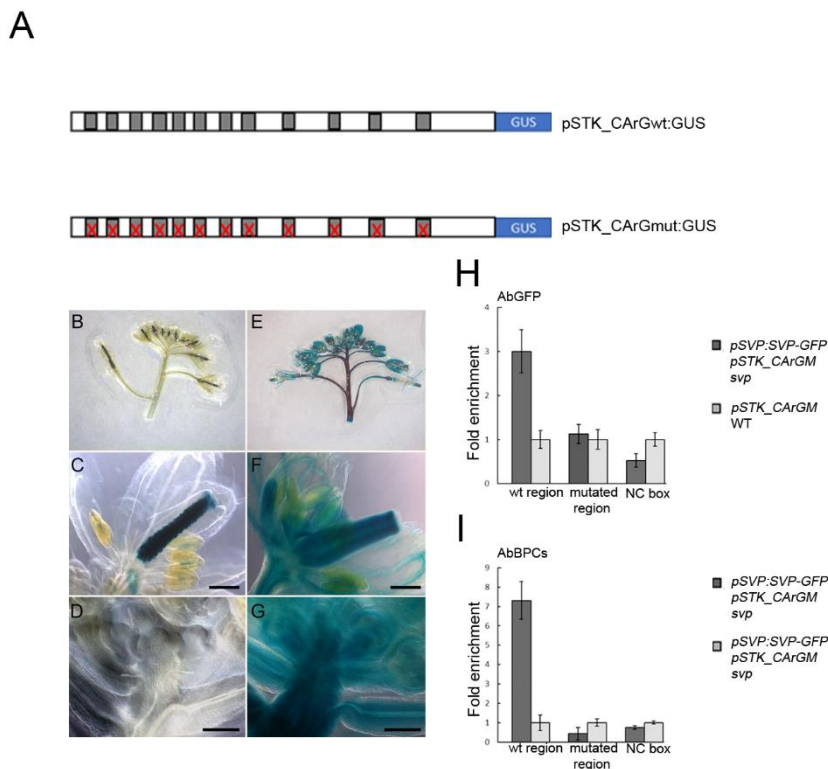 A
GUS pSTK_CArGwt:GUS
GUS pSTK_CArGmut:GUS
B
E
C
F
D
G
H
AbGFP
Fold enrichment
4
3
2
1
0
wt region
mutated region
NC box
pSVP:SVP-GFP
pSTK_CArGM
svp
pSTK_CArGM
WT
I
AbBPCs
Fold enrichment
9
8
7
6
5
4
3
2
1
0
wt region
mutated region
NC box
pSVP:SVP-GFP
pSTK_CArGM
svp
pSVP:SVP-GFP
pSTK_CArGM
svp